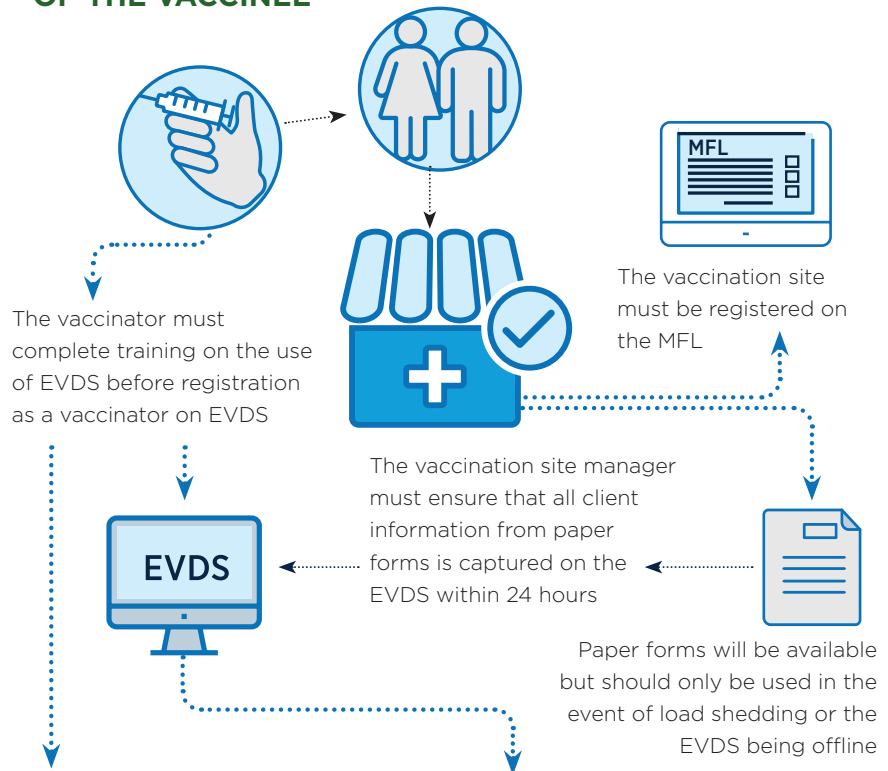 OF THE VACCINEE
MFL
The vaccination site
must be registered on
the MFL
The vaccinator must
complete training on the use
of EVDS before registration
as a vaccinator on EVDS
The vaccination site manager
must ensure that all client
information from paper
forms is captured on the
EVDS within 24 hours
EVDS
Paper forms will be available
but should only be used in the
event of load shedding or the
EVDS being offline